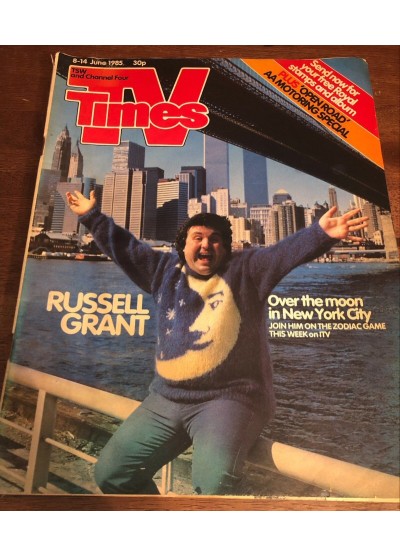 8-14 June 1985 30p
TSW
and Channel Four
TV
Times
Send now for
your free Royal
stamps and album
PLUS 'OPEN ROAD'
AA MOTORING SPECIAL
RUSSELL
GRANT
Over the moon
in New York City
JOIN HIM ON THE ZODIAC GAME
THIS WEEK on ITV